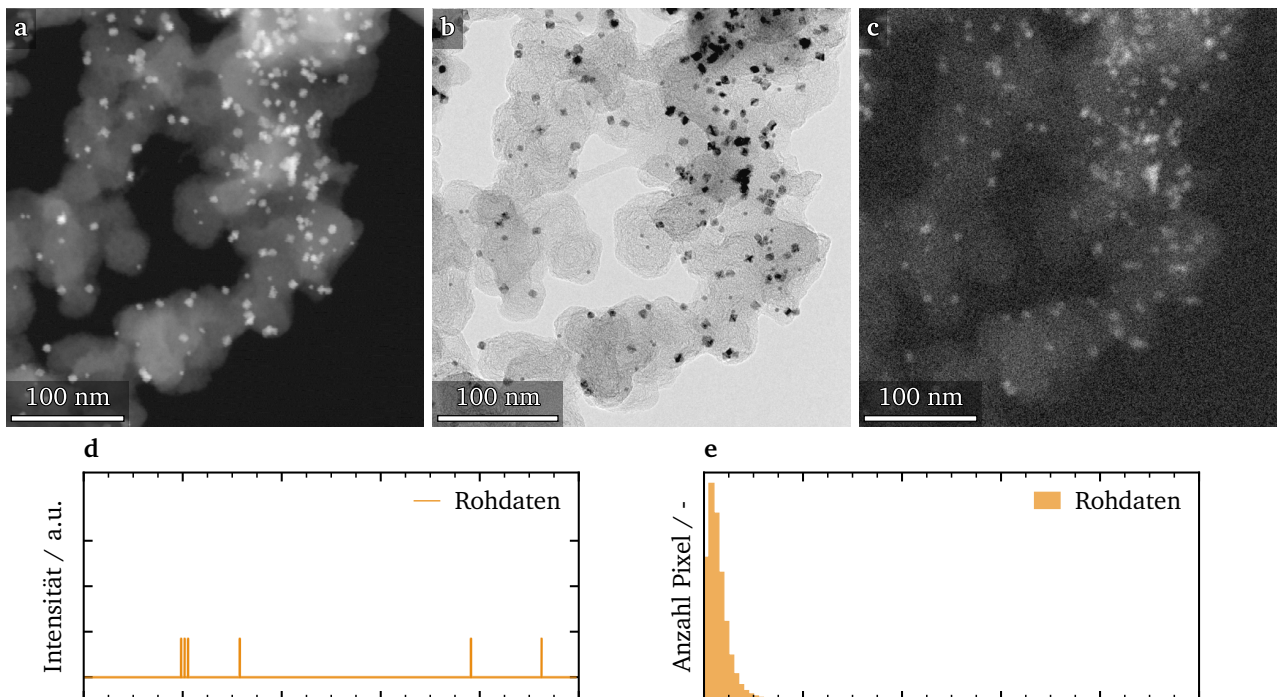 a
b
c
100 nm
100 nm
100 nm
d
e
Rohdaten
Rohdaten
Intensität / a.u.
Anzahl Pixel / -